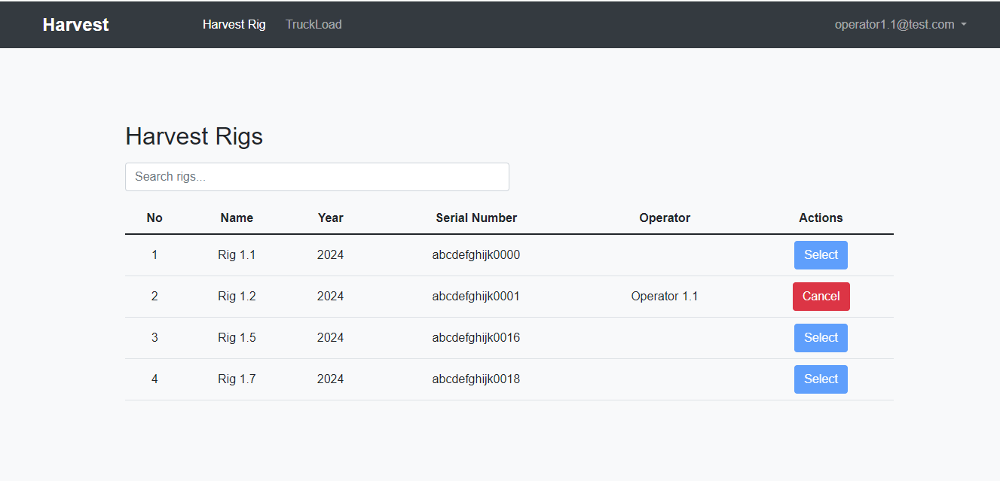 Harvest Harvest Rig TruckLoad operator1.1@test.com
Harvest Rigs
Search rigs...
No Name Year Serial Number Operator Actions
1 Rig 1.1 2024 abcdefghijk0000 Select
2 Rig 1.2 2024 abcdefghijk0001 Operator 1.1 Cancel
3 Rig 1.5 2024 abcdefghijk0016 Select
4 Rig 1.7 2024 abcdefghijk0018 Select